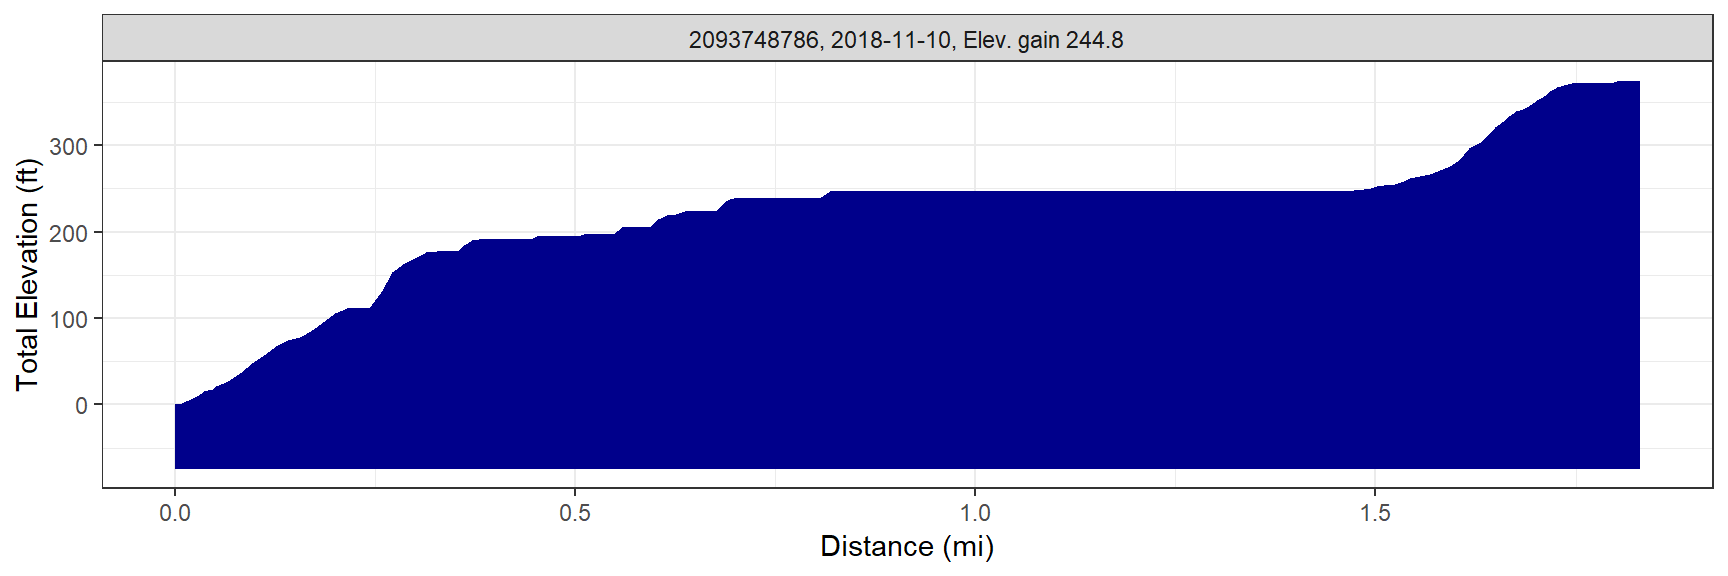 2093748786, 2018-11-10, Elev. gain 244.8
Total Elevation (ft)
300
200
100
0
0.0 0.5 1.0 1.5
Distance (mi)